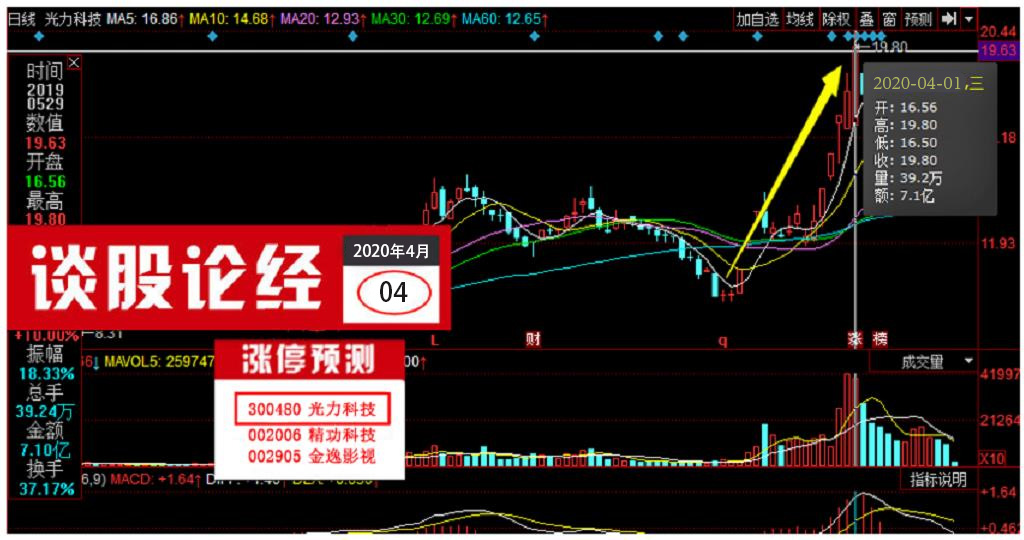 日线 光力科技 MA5: 16.86↑ MA10: 14.68↑ MA20: 12.93↑ MA30: 12.69↑ MA60: 12.65↑
加自选 均线 除权 叠 窗 预测
20.44
19.80
19.63
时间
2019
0529
数值
19.63
开盘
16.56
最高
19.80
2020-04-01,三
开: 16.56
高: 19.80
低: 16.50
收: 19.80
量: 39.2万
额: 7.1亿
.18
11.93
谈股论经
2020年4月
04
8.31
+10.00%
L
财
q
涨 榜
振幅
18.33%
总手
39.24万
金额
7.10亿
换手
37.17%
MAVOL5: 259747
00↑
成交量
涨停预测
300480 光力科技
002006 精功科技
002905 金逸影视
41997
21264
X10
6,9) MACD: +1.64↑
指标说明
+1.64
+0.462